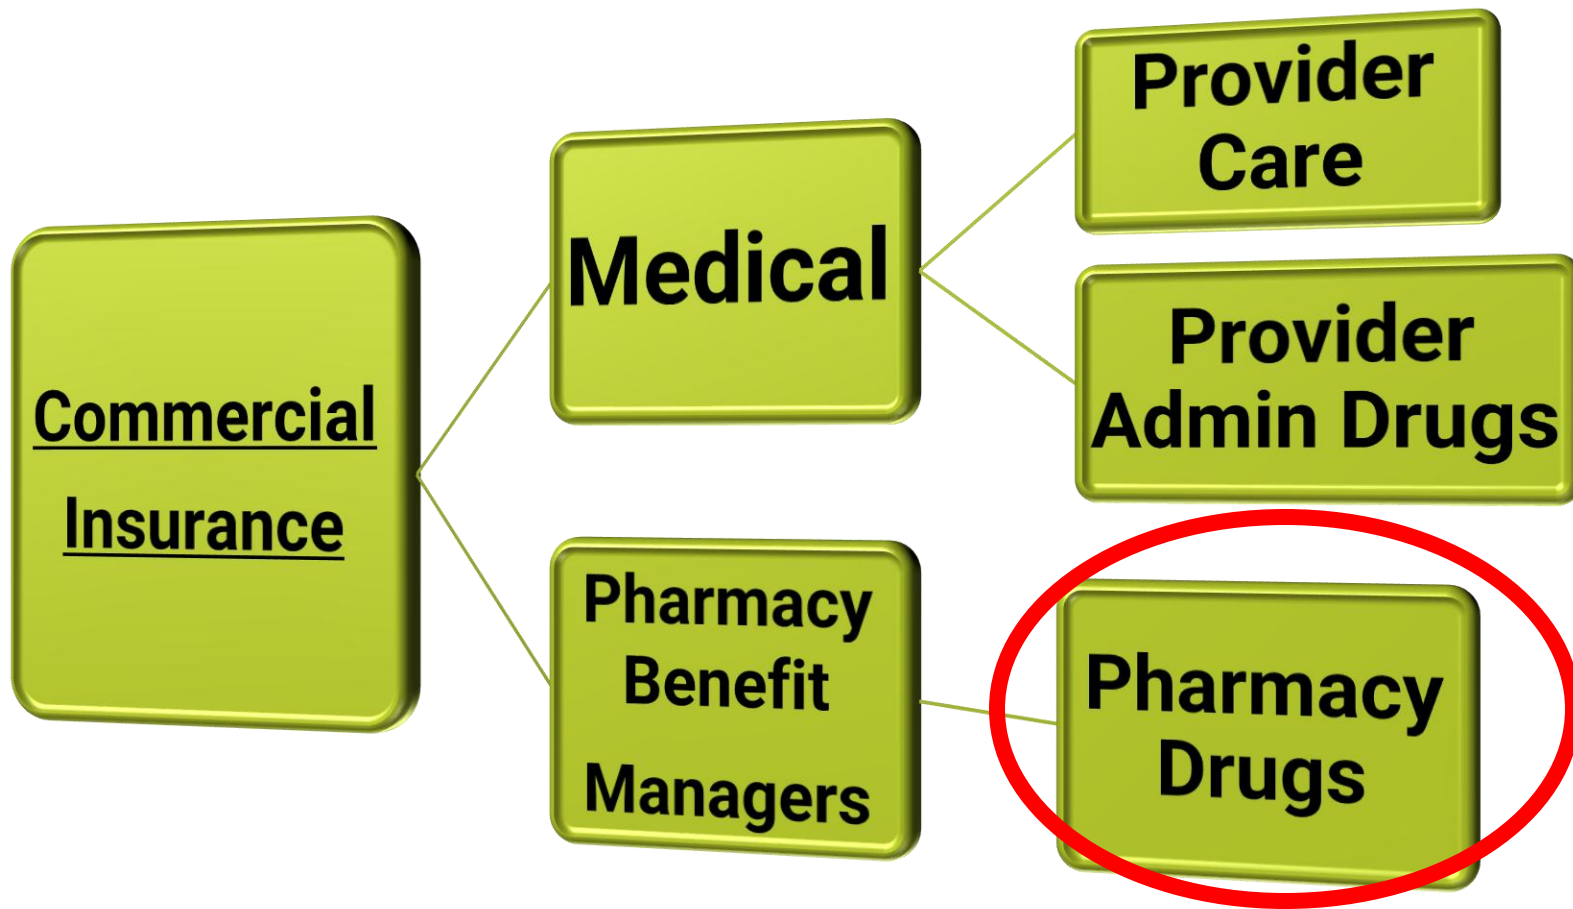 Commercial
Insurance
Medical
Provider
Care
Provider
Admin Drugs
Pharmacy
Benefit
Managers
Pharmacy
Drugs